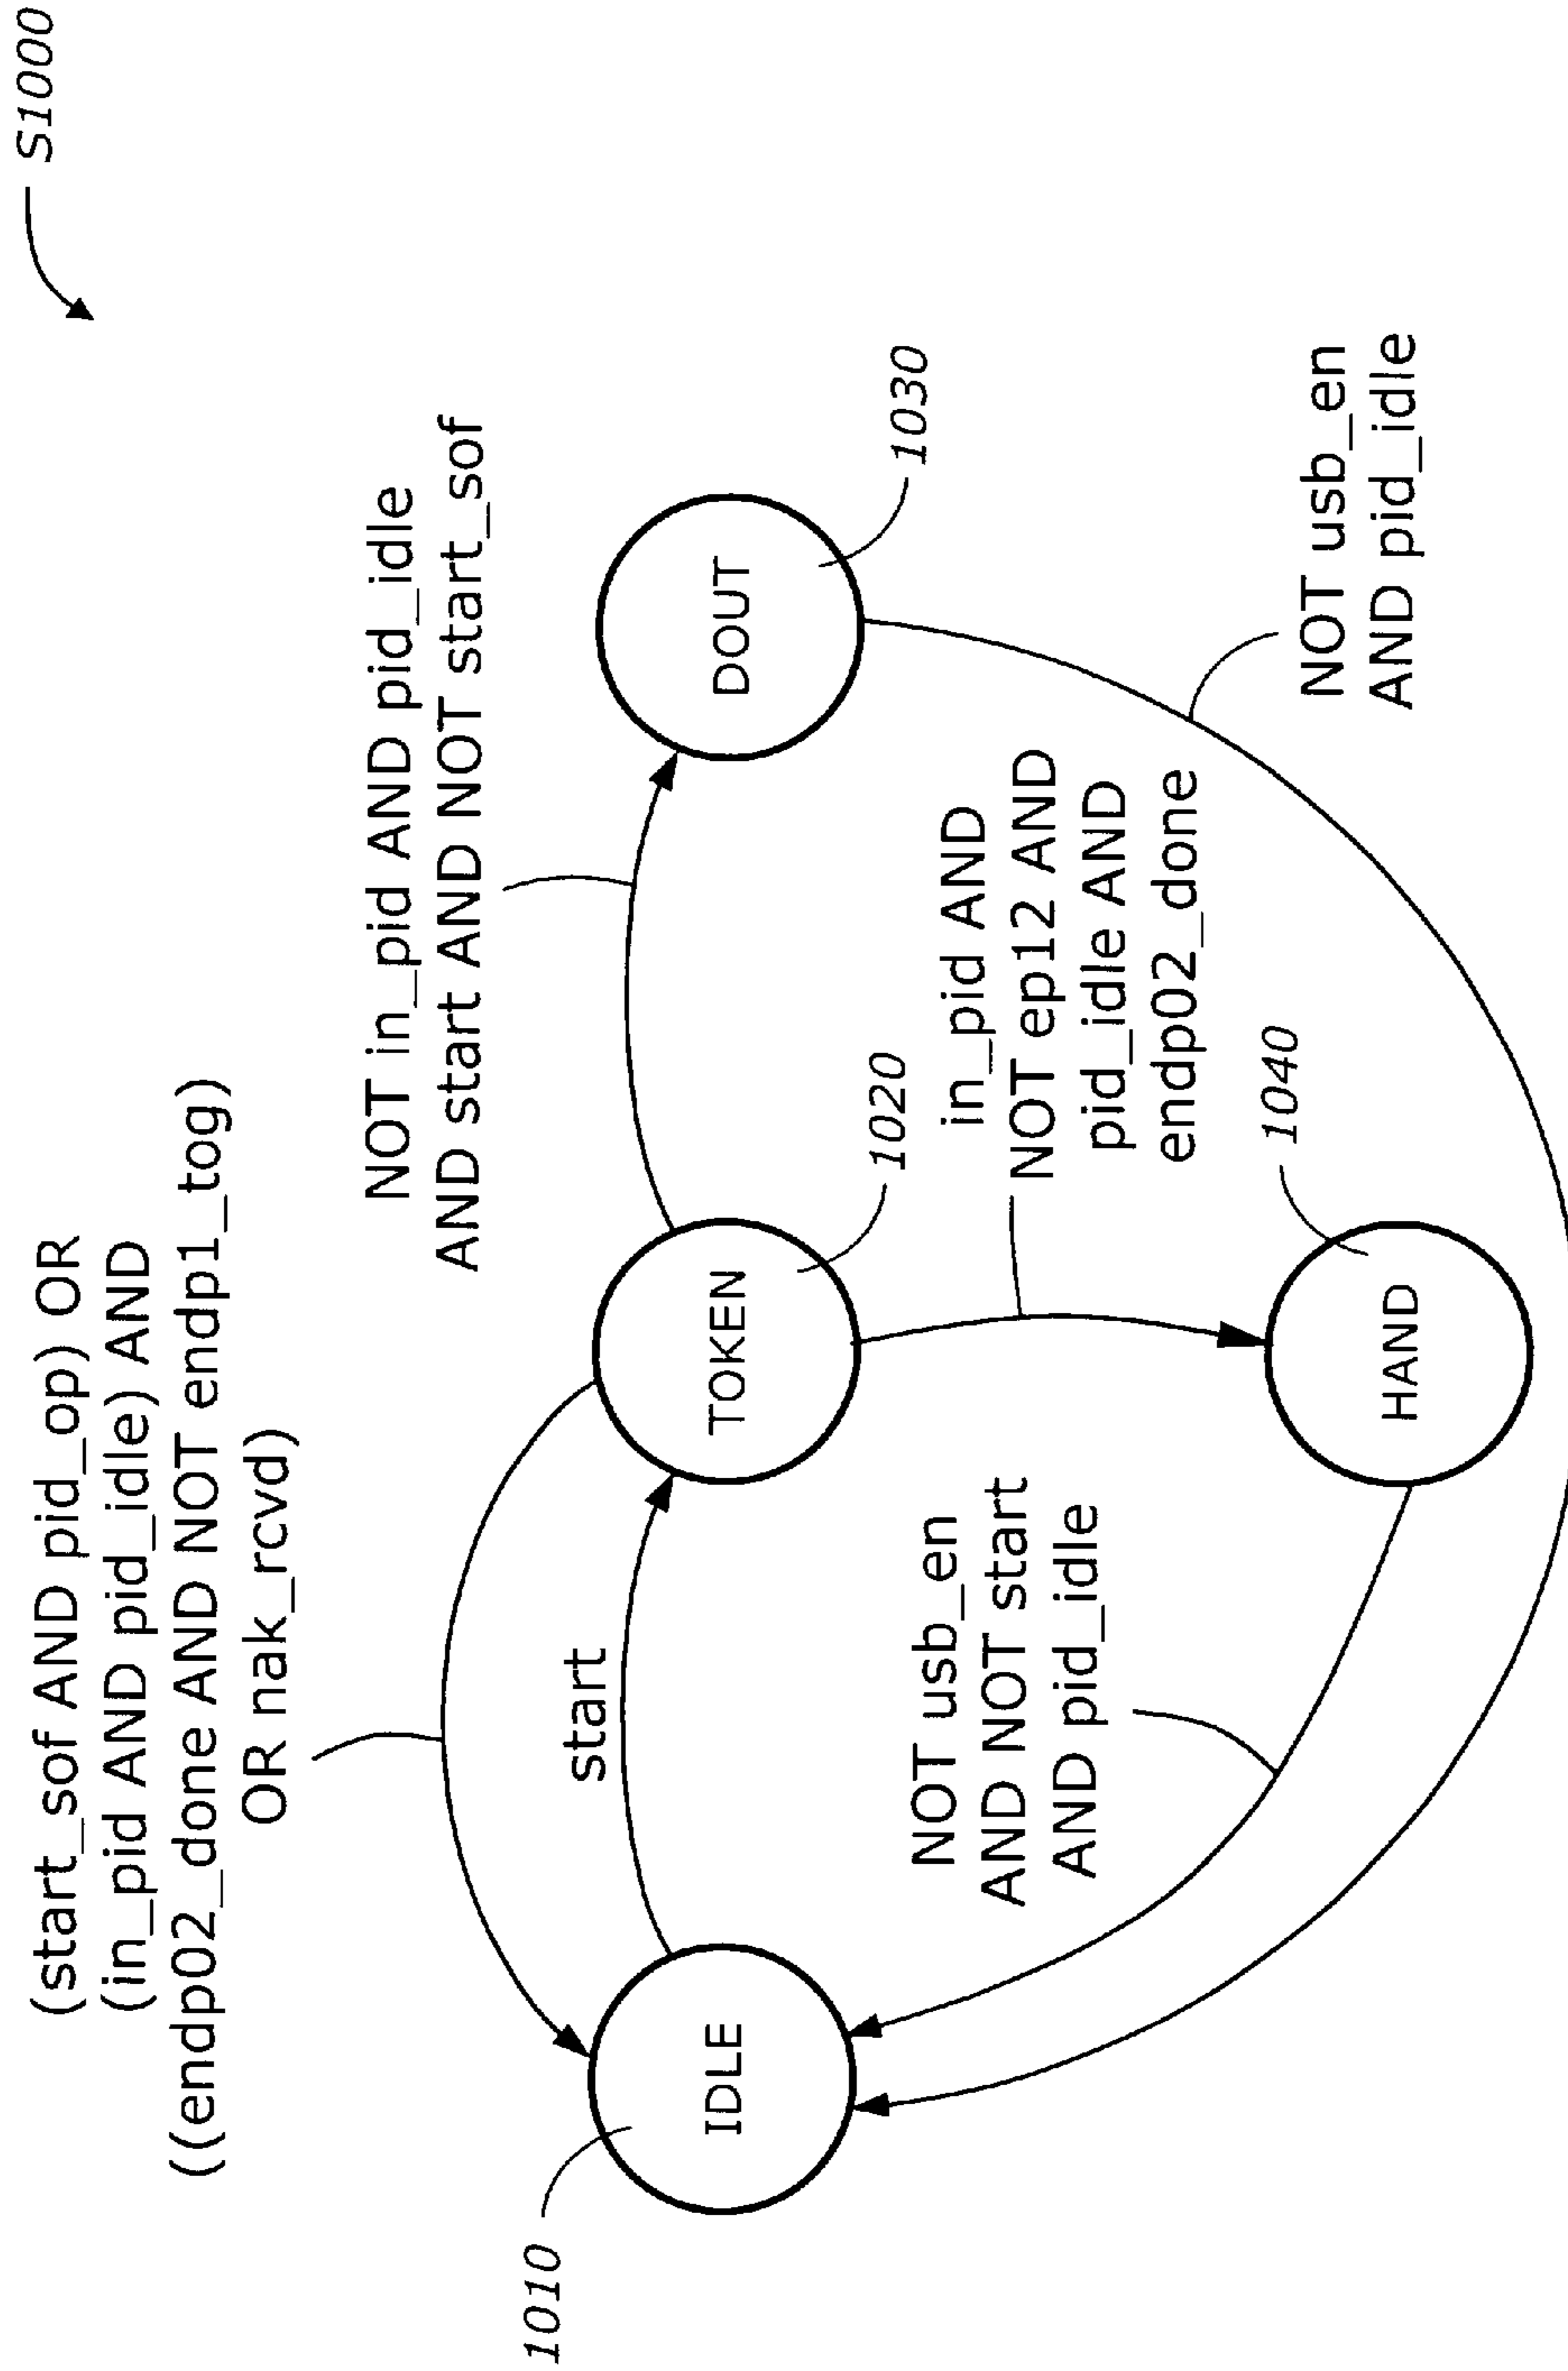 S1000
(start_sof AND pid_op) OR
(in_pid AND pid_idle) AND
((endp02_done AND NOT endp1_tog)
OR nak_rcvd)
NOT in_pid AND pid_idle
AND start AND NOT start_sof
start
1010
IDLE
TOKEN
1020
DOUT
1030
NOT usb_en
AND NOT start
AND pid_idle
in_pid AND
NOT ep12 AND
pid_idle AND
endp02_done
1040
HAND
NOT usb_en
AND pid_idle